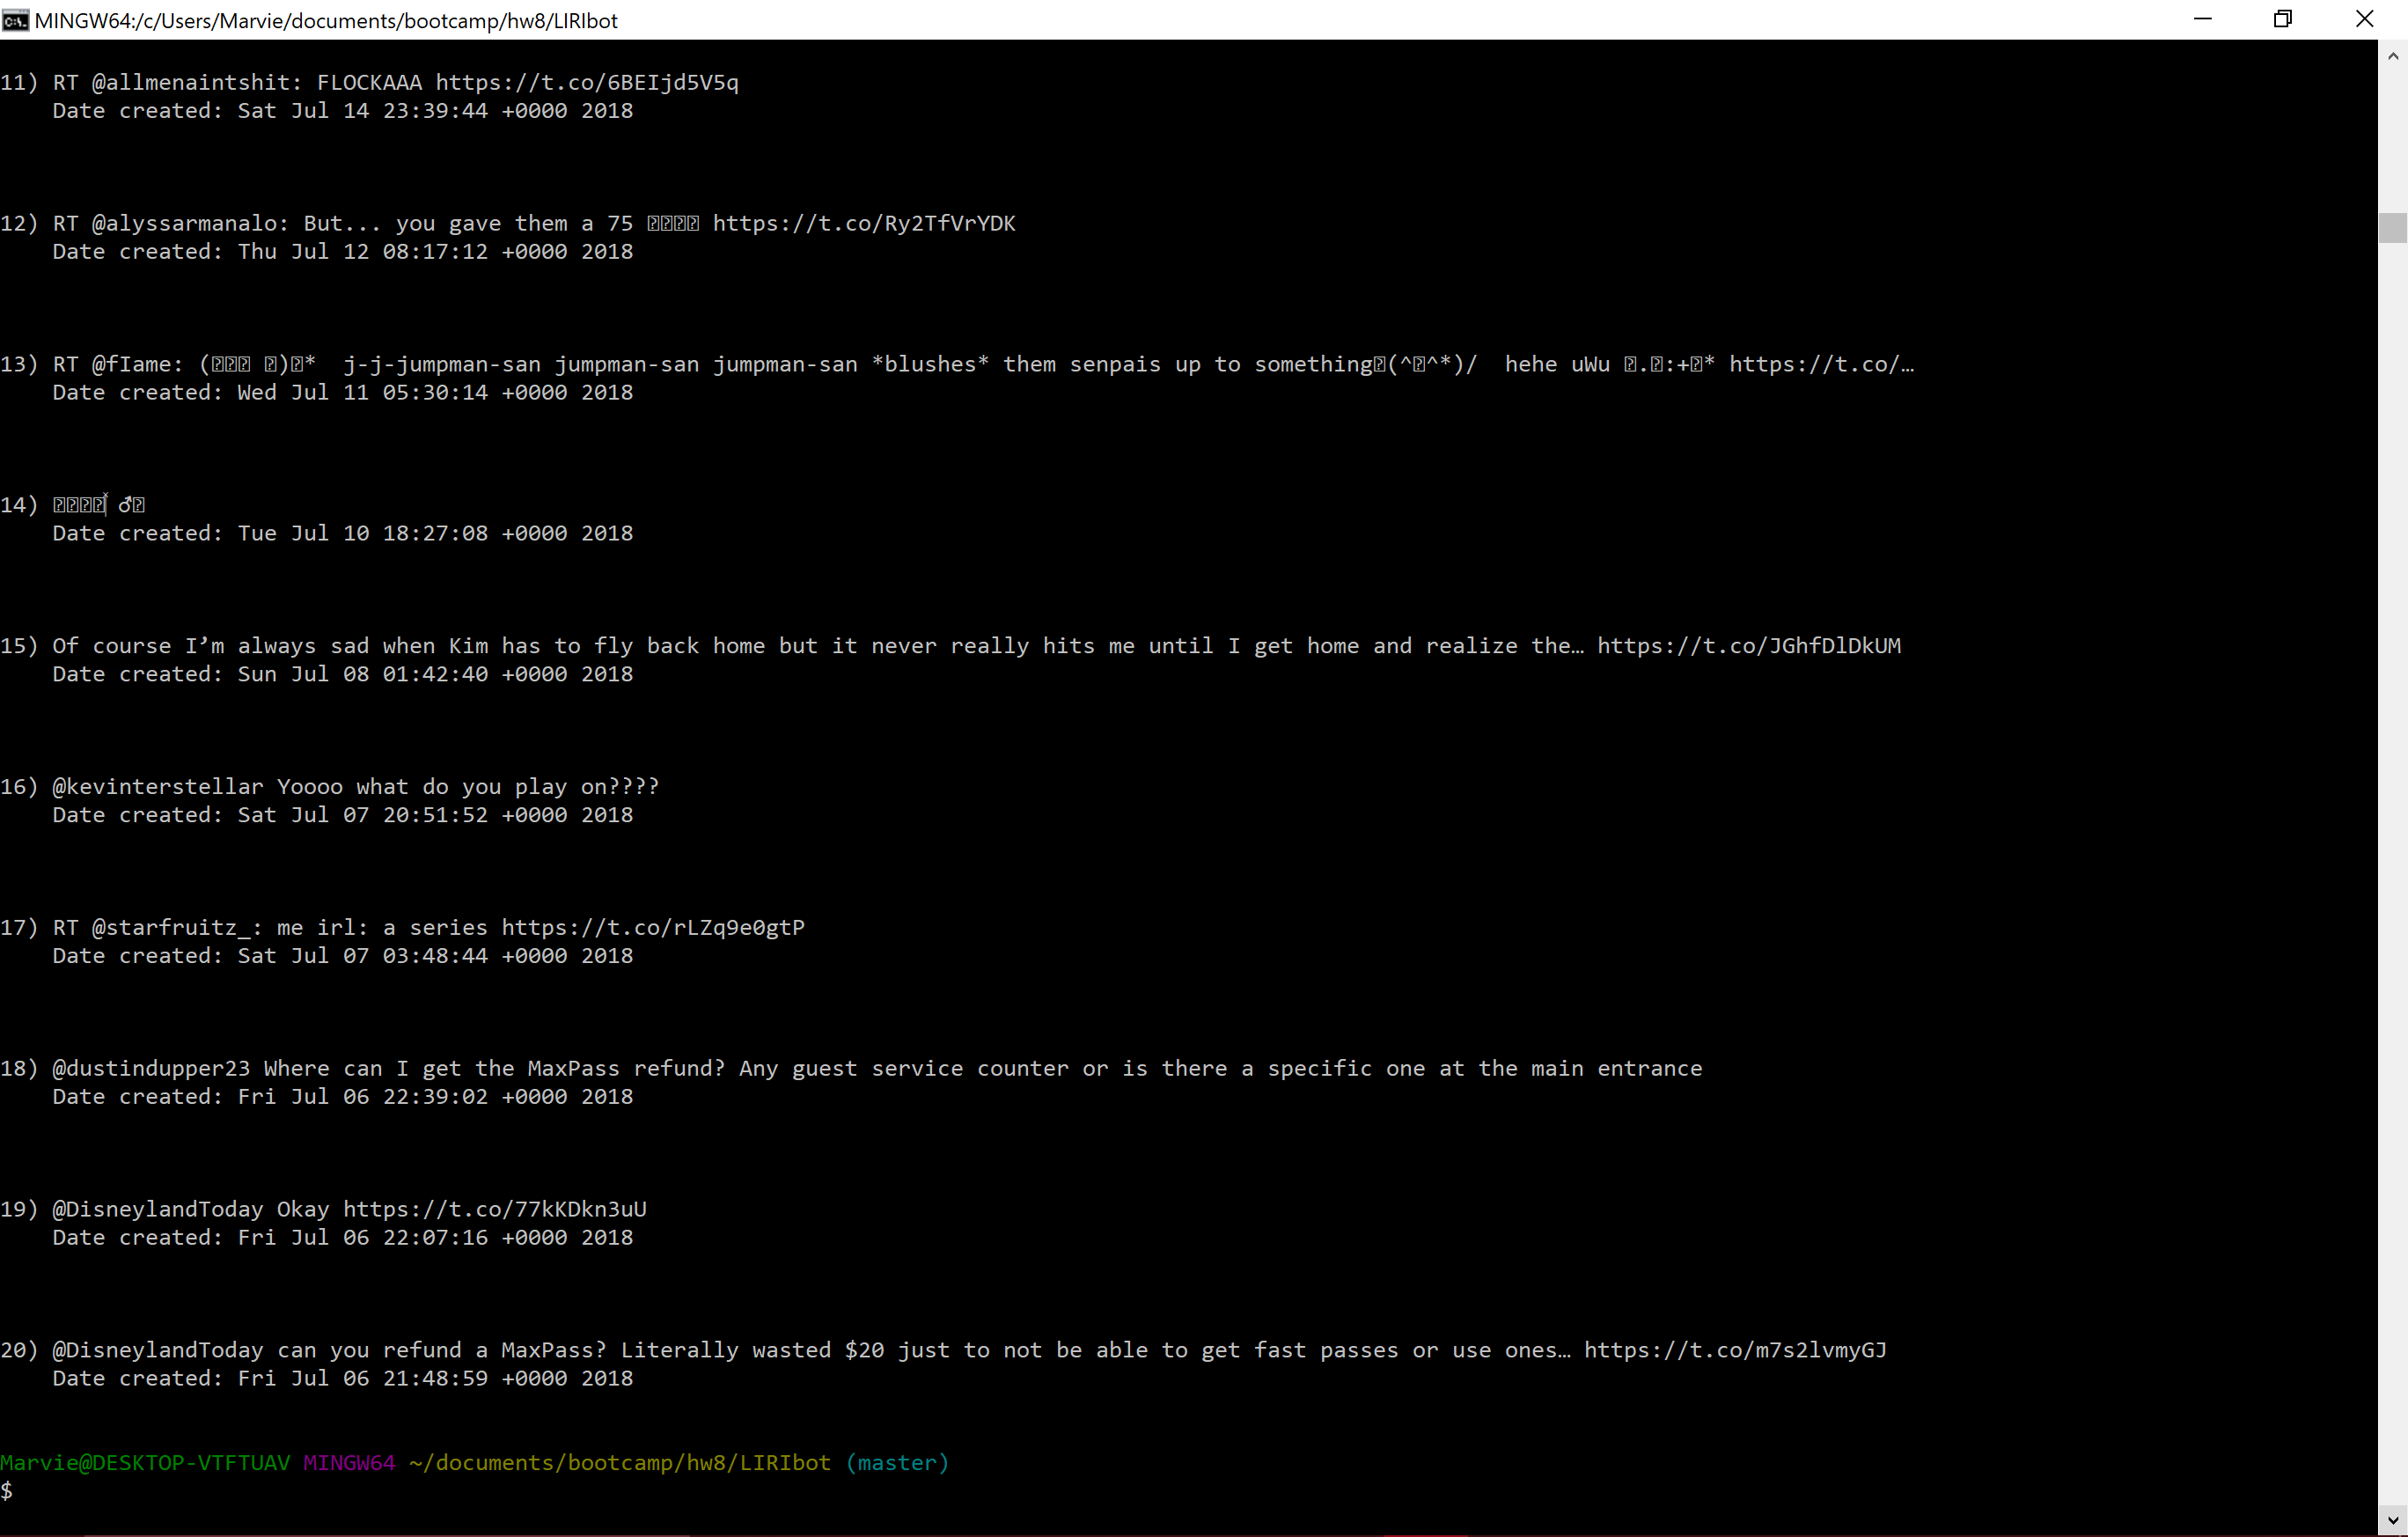 MINGW64:/c/Users/Marvie/documents/bootcamp/hw8/LIRIbot
11) RT @allmenaintshit: FLOCKAAA https://t.co/6BEIjd5V5q
Date created: Sat Jul 14 23:39:44 +0000 2018
12) RT @alyssarmanalo: But... you gave them a 75 ⍰⍰⍰⍰ https://t.co/Ry2TfVrYDK
Date created: Thu Jul 12 08:17:12 +0000 2018
13) RT @fIame: (⍰⍰⍰ ⍰)⍰*  j-j-jumpman-san jumpman-san jumpman-san *blushes* them senpais up to something⍰(^⍰^*)/  hehe uWu ⍰.⍰:+⍰* https://t.co/…
Date created: Wed Jul 11 05:30:14 +0000 2018
14) ⍰⍰⍰⍰ ♂⍰
Date created: Tue Jul 10 18:27:08 +0000 2018
15) Of course I’m always sad when Kim has to fly back home but it never really hits me until I get home and realize the… https://t.co/JGhfDlDkUM
Date created: Sun Jul 08 01:42:40 +0000 2018
16) @kevinterstellar Yoooo what do you play on????
Date created: Sat Jul 07 20:51:52 +0000 2018
17) RT @starfruitz_: me irl: a series https://t.co/rLZq9e0gtP
Date created: Sat Jul 07 03:48:44 +0000 2018
18) @dustindupper23 Where can I get the MaxPass refund? Any guest service counter or is there a specific one at the main entrance
Date created: Fri Jul 06 22:39:02 +0000 2018
19) @DisneylandToday Okay https://t.co/77kKDkn3uU
Date created: Fri Jul 06 22:07:16 +0000 2018
20) @DisneylandToday can you refund a MaxPass? Literally wasted $20 just to not be able to get fast passes or use ones… https://t.co/m7s2lvmyGJ
Date created: Fri Jul 06 21:48:59 +0000 2018
Marvie@DESKTOP-VTFTUAV MINGW64 ~/documents/bootcamp/hw8/LIRIbot (master)
$